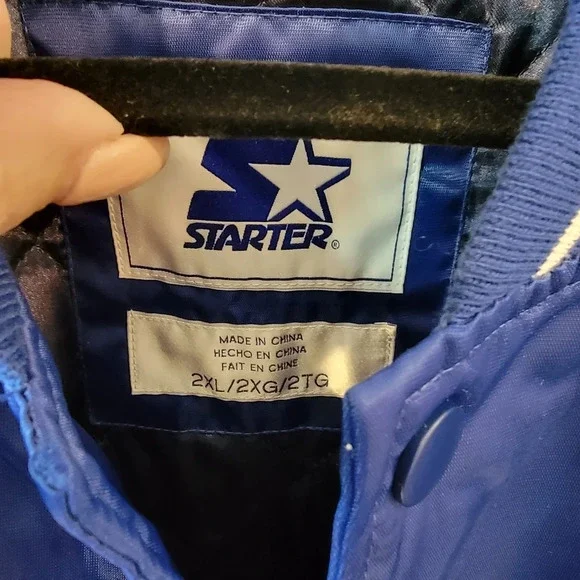 STARTER®
MADE IN CHINA
HECHO EN CHINA
FAIT EN CHINE
2XL/2XG/2TG